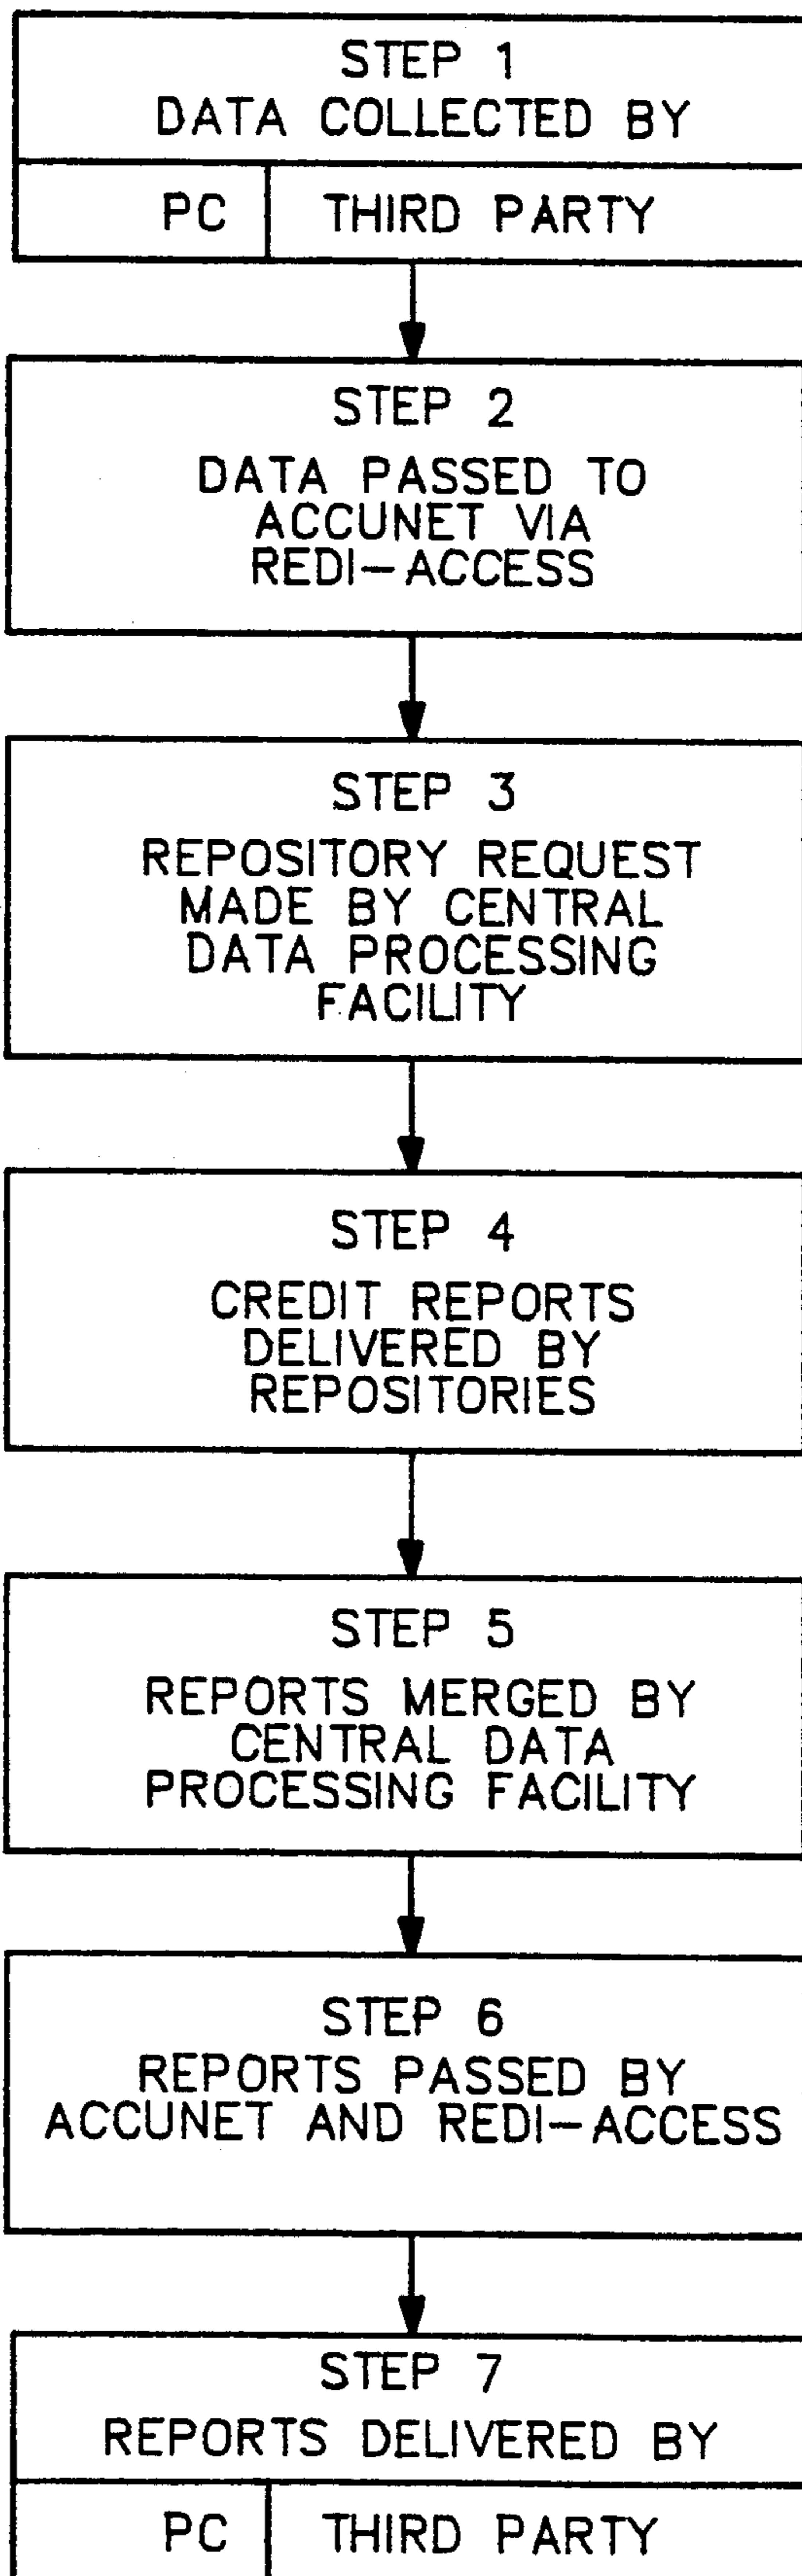 STEP 1
DATA COLLECTED BY
PC THIRD PARTY
STEP 2
DATA PASSED TO
ACCUNET VIA
REDI-ACCESS
STEP 3
REPOSITORY REQUEST
MADE BY CENTRAL
DATA PROCESSING
FACILITY
STEP 4
CREDIT REPORTS
DELIVERED BY
REPOSITORIES
STEP 5
REPORTS MERGED BY
CENTRAL DATA
PROCESSING FACILITY
STEP 6
REPORTS PASSED BY
ACCUNET AND REDI-ACCESS
STEP 7
REPORTS DELIVERED BY
PC THIRD PARTY